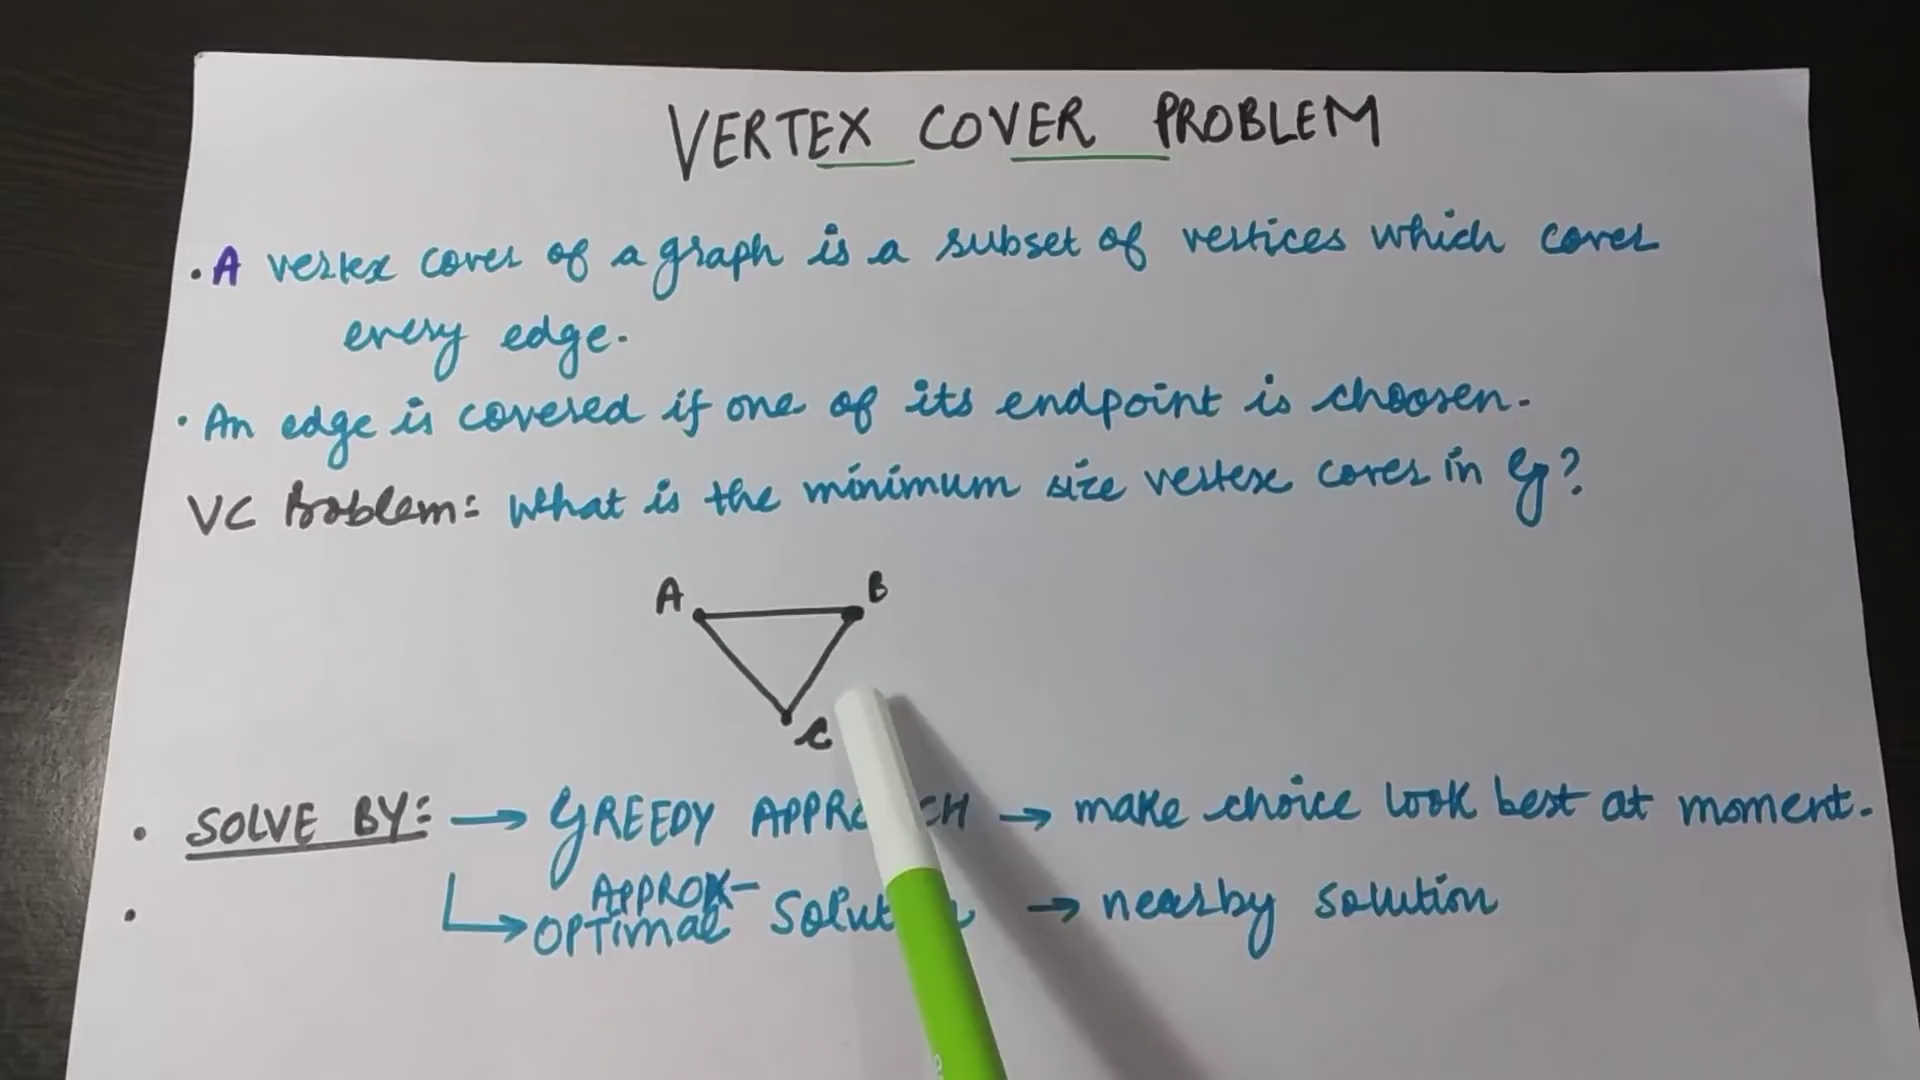 VERTEX COVER PROBLEM
. A vertex cover of a graph is a subset of vertices which cover
every edge.
. An edge is covered if one of its endpoint is choosen.
VC Problem: What is the minimum size vertex cover in G?
A
B
C
. SOLVE BY: → GREEDY → make choice look best at moment.
APPROX-
. → OPTIMAL → nearby solution